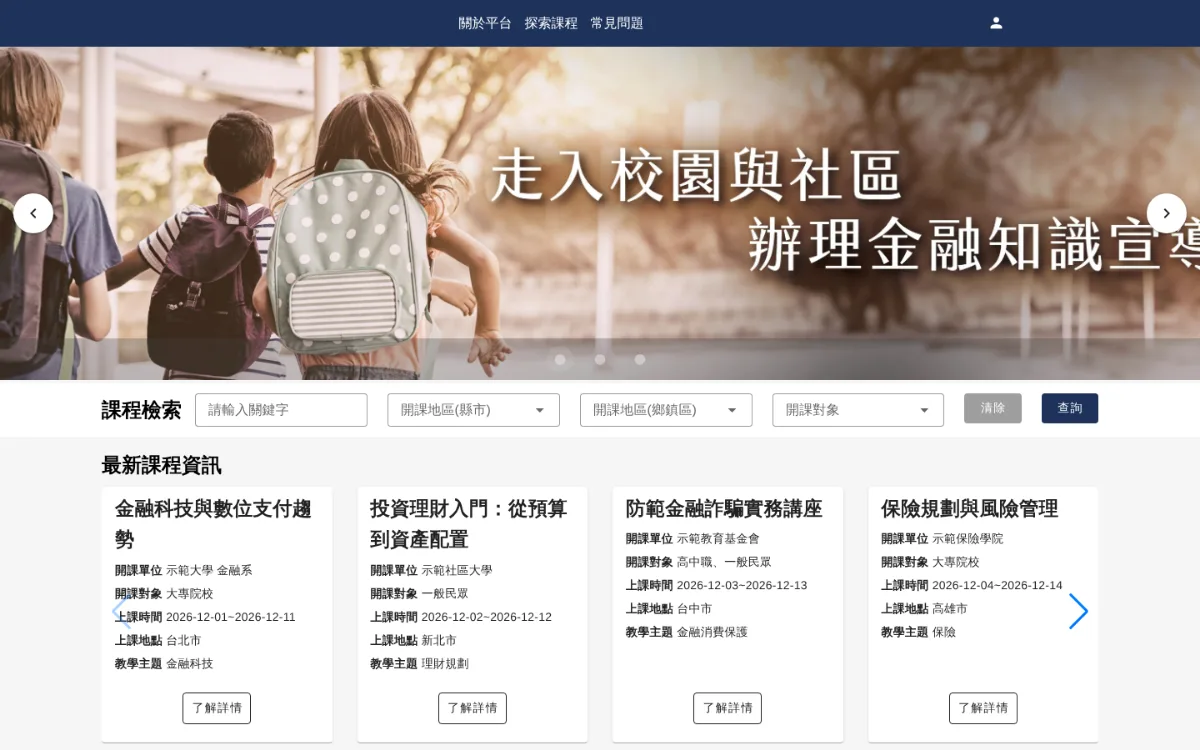 關於平台 探索課程 常見問題
走入校園與社區
辦理金融知識宣導
課程檢索 請輸入關鍵字 開課地區(縣市) 開課地區(鄉鎮區) 開課對象 清除 查詢
最新課程資訊
金融科技與數位支付趨
勢
開課單位 示範大學 金融系
開課對象 大專院校
上課時間 2026-12-01~2026-12-11
上課地點 台北市
教學主題 金融科技
了解詳情
投資理財入門：從預算
到資產配置
開課單位 示範社區大學
開課對象 一般民眾
上課時間 2026-12-02~2026-12-12
上課地點 新北市
教學主題 理財規劃
了解詳情
防範金融詐騙實務講座
開課單位 示範教育基金會
開課對象 高中職、一般民眾
上課時間 2026-12-03~2026-12-13
上課地點 台中市
教學主題 金融消費保護
了解詳情
保險規劃與風險管理
開課單位 示範保險學院
開課對象 大專院校
上課時間 2026-12-04~2026-12-14
上課地點 高雄市
教學主題 保險
了解詳情